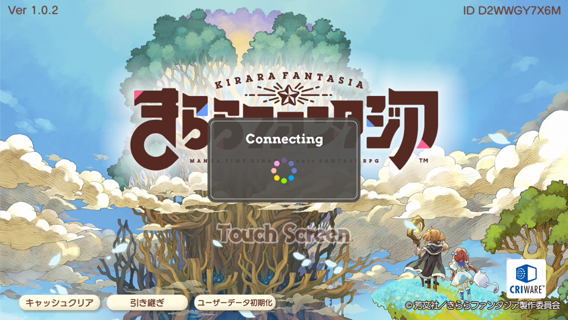 Ver 1.0.2
ID D2WWGY7X6M
KIRARA FANTASIA
Connecting
TM
Touch Screen
CRIWARE™
キャッシュクリア
引き継ぎ
ユーザーデータ初期化
©芳文社/きららファンタジア製作委員会